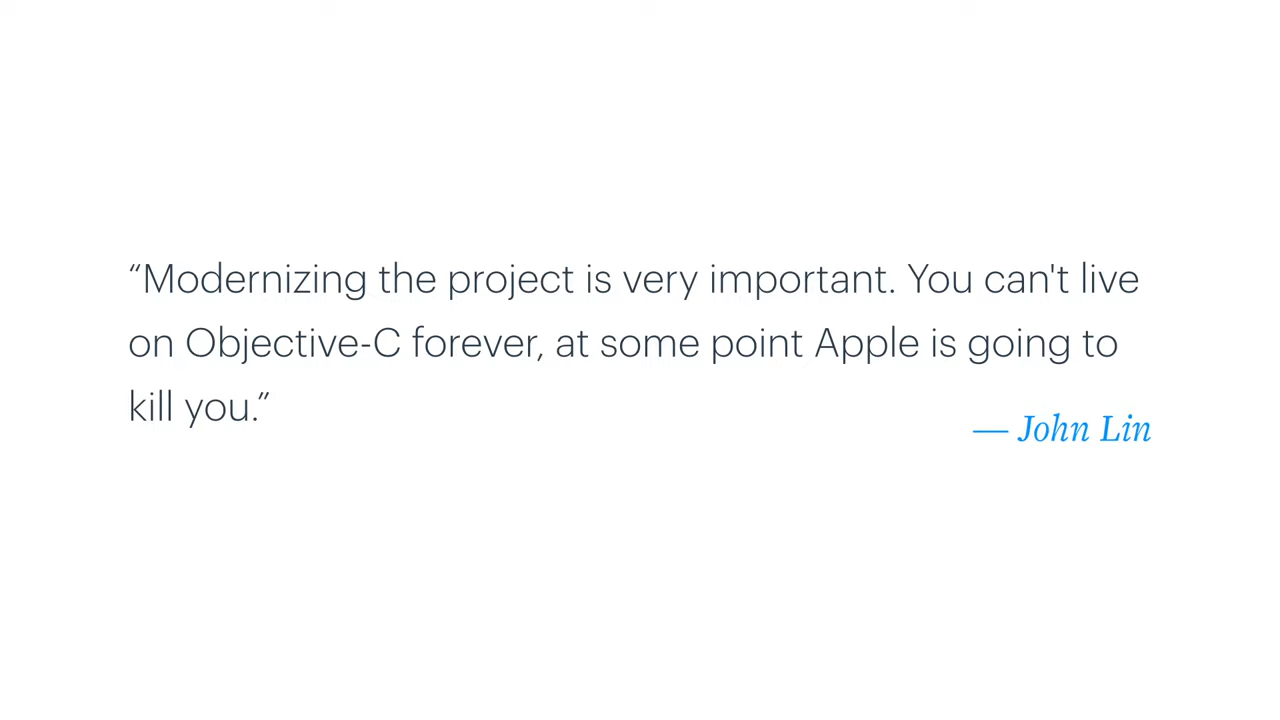 “Modernizing the project is very important. You can't live
on Objective-C forever, at some point Apple is going to
kill you.”
— John Lin